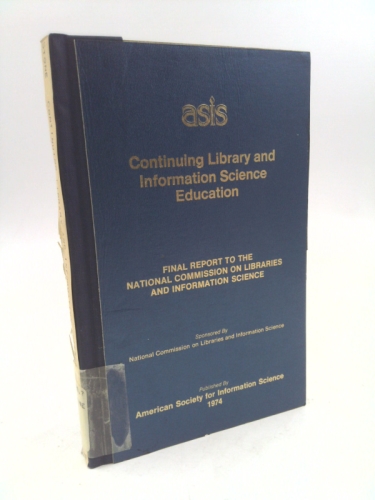 asis
Continuing Library and
Information Science
Education
FINAL REPORT TO THE
NATIONAL COMMISSION ON LIBRARIES
AND INFORMATION SCIENCE
Sponsored By
National Commission on Libraries and Information Science
Published By
American Society for Information Science
1974